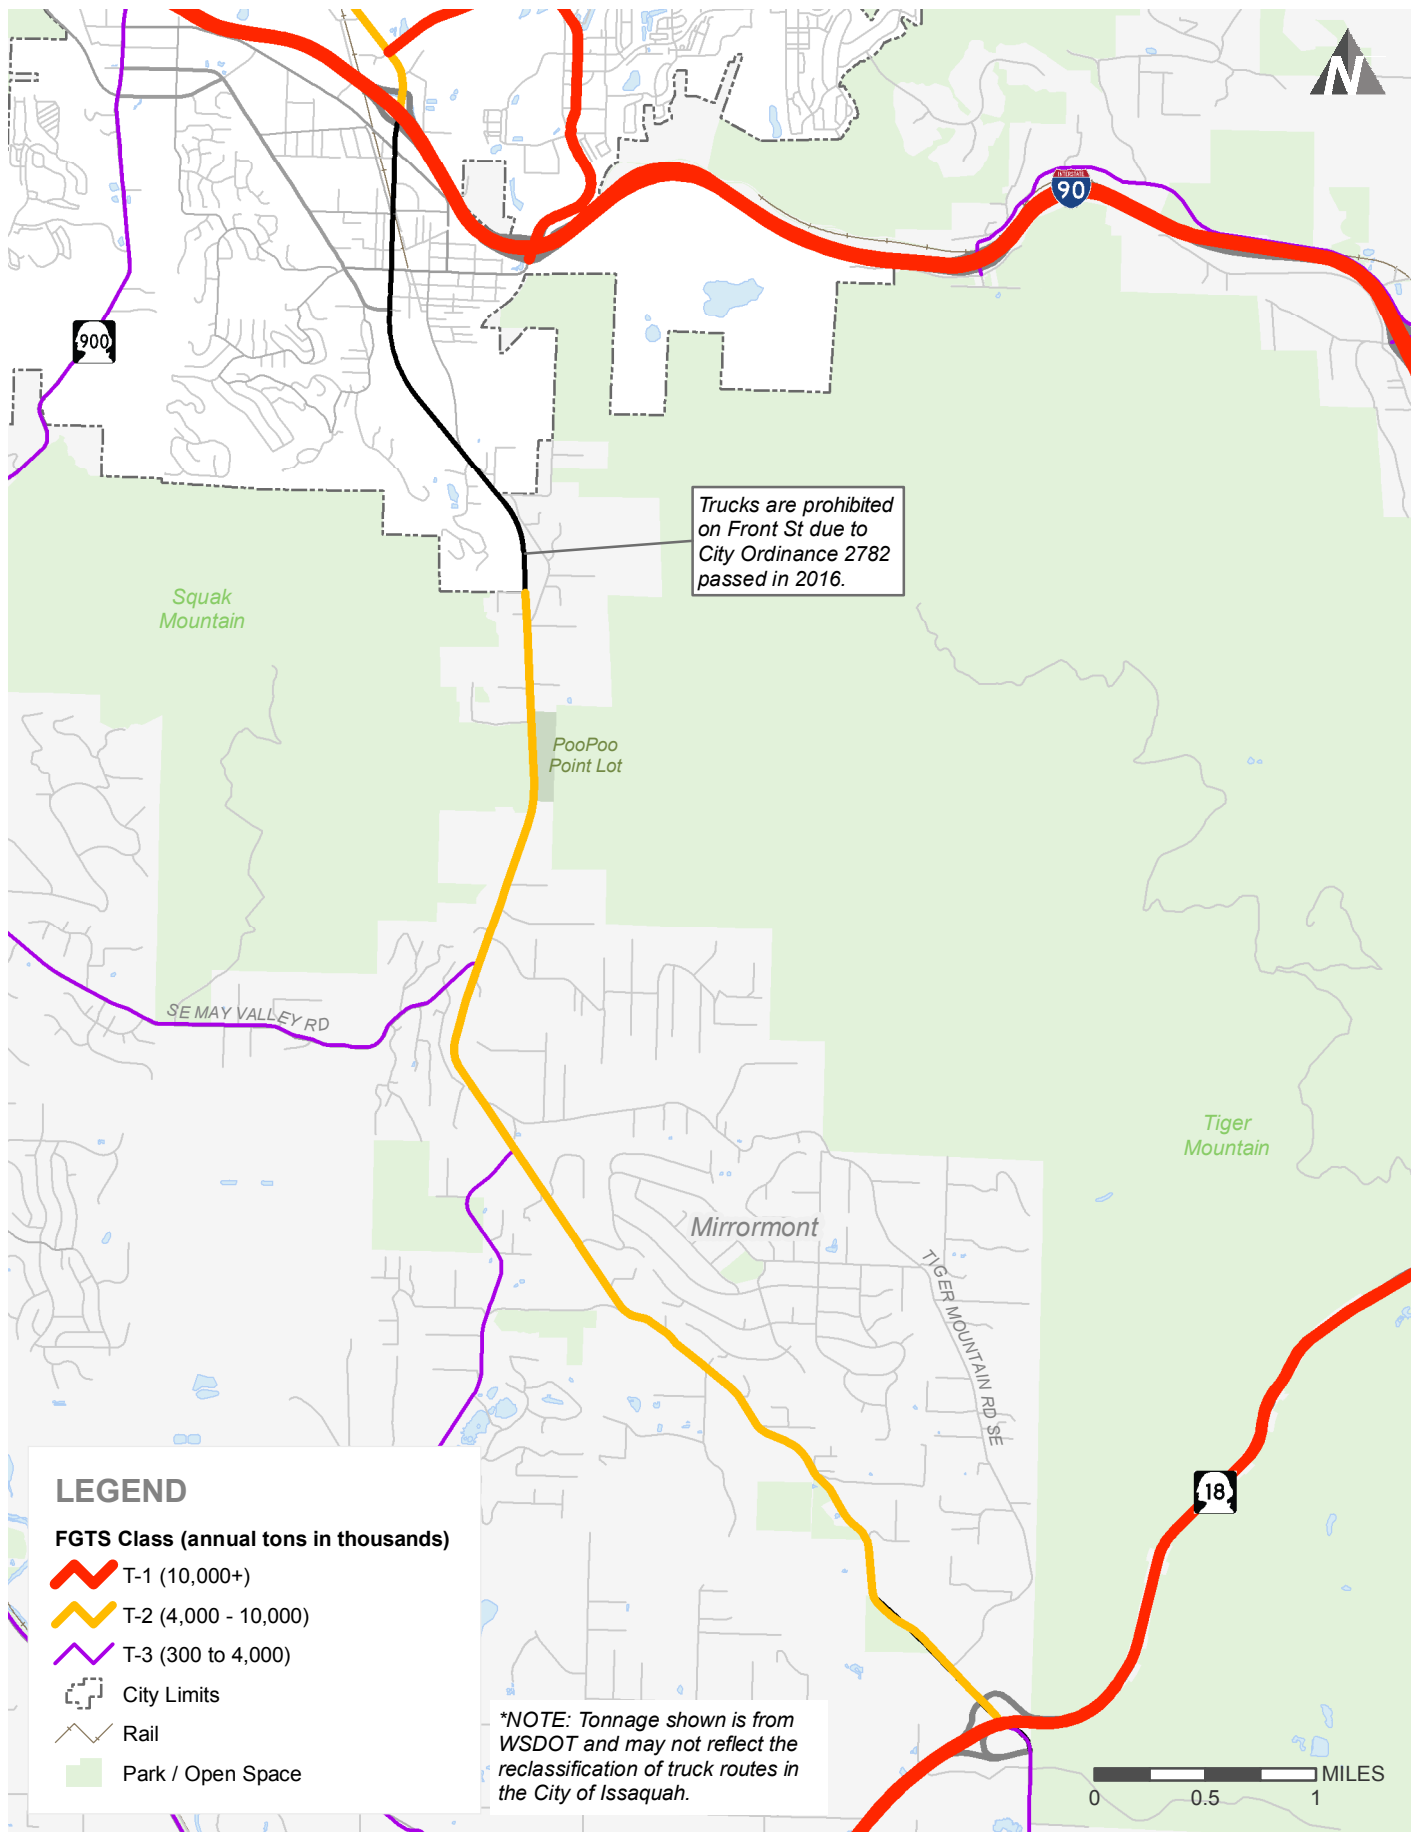 N
INTERSTATE
90
900
Trucks are prohibited
on Front St due to
City Ordinance 2782
passed in 2016.
Squak
Mountain
PooPoo
Point Lot
SE MAY VALLEY RD
Tiger
Mountain
Mirrormont
TIGER MOUNTAIN RD SE
18
LEGEND
FGTS Class (annual tons in thousands)
T-1 (10,000+)
T-2 (4,000 - 10,000)
T-3 (300 to 4,000)
City Limits
Rail
Park / Open Space
*NOTE: Tonnage shown is from
WSDOT and may not reflect the
reclassification of truck routes in
the City of Issaquah.
MILES
0 0.5 1